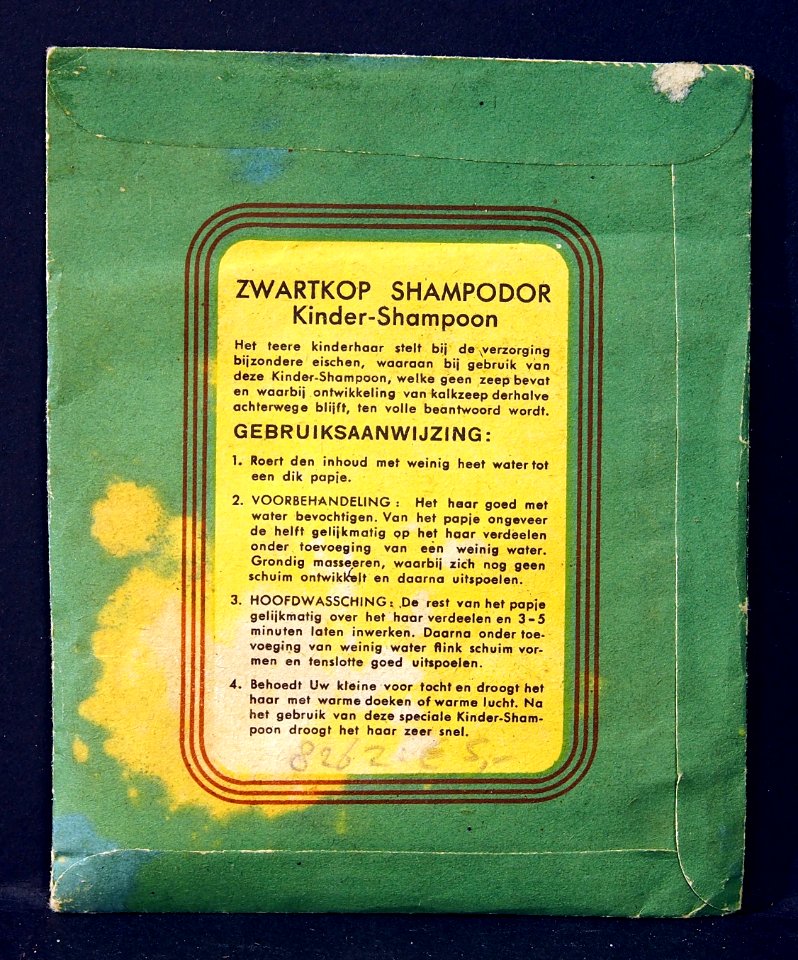 ZWARTKOP SHAMPODOR
Kinder-Shampoon
Het teere kinderhaar stelt bij de verzorging
bijzondere eischen, waaraan bij gebruik van
deze Kinder-Shampoon, welke geen zeep bevat
en waarbij ontwikkeling van kalkzeep derhalve
achterwege blijft, ten volle beantwoord wordt.
GEBRUIKSAANWIJZING:
1. Roert den inhoud met weinig heet water tot
een dik papje.
2. VOORBEHANDELING: Het haar goed met
water bevochtigen. Van het papje ongeveer
de helft gelijkmatig op het haar verdeelen
onder toevoeging van een weinig water.
Grondig masseeren, waarbij zich nog geen
schuim ontwikkelt en daarna uitspoelen.
3. HOOFDWASSCHING: De rest van het papje
gelijkmatig over het haar verdeelen en 3-5
minuten laten inwerken. Daarna onder toe-
voeging van weinig water flink schuim vor-
men en tenslotte goed uitspoelen.
4. Behoedt Uw kleine voor tocht en droogt het
haar met warme doeken of warme lucht. Na
het gebruik van deze speciale Kinder-Sham-
poon droogt het haar zeer snel.
8262 € 5,-